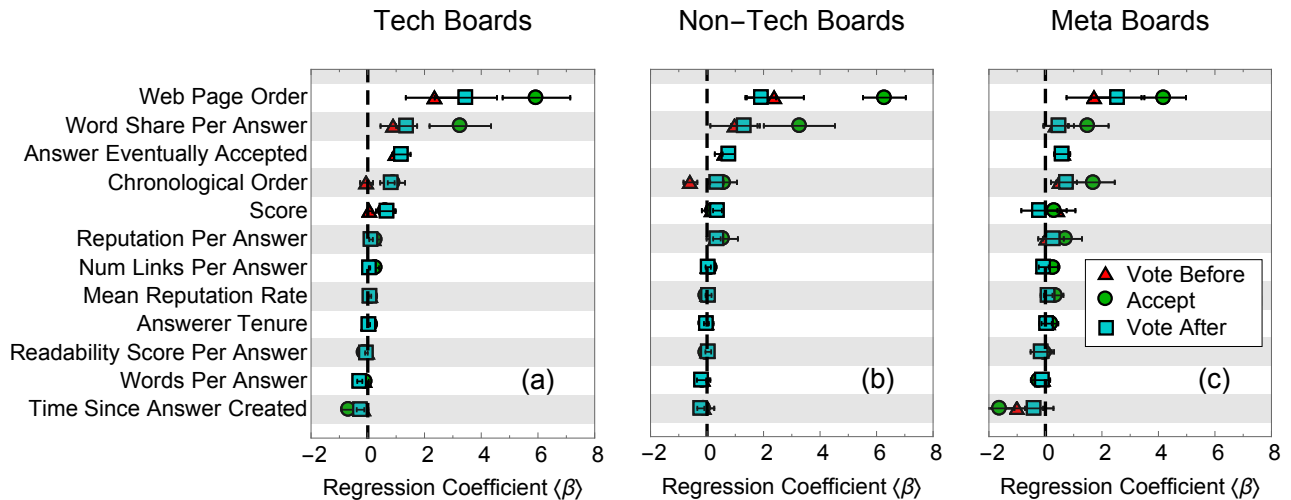 Tech Boards
Non−Tech Boards
Meta Boards
Web Page Order
Word Share Per Answer
Answer Eventually Accepted
Chronological Order
Score
Reputation Per Answer
Num Links Per Answer
Mean Reputation Rate
Answerer Tenure
Readability Score Per Answer
Words Per Answer
Time Since Answer Created
Vote Before
Accept
Vote After
(a)
(b)
(c)
−2 0 2 4 6 8
−2 0 2 4 6 8
−2 0 2 4 6 8
Regression Coefficient ⟨β⟩
Regression Coefficient ⟨β⟩
Regression Coefficient ⟨β⟩